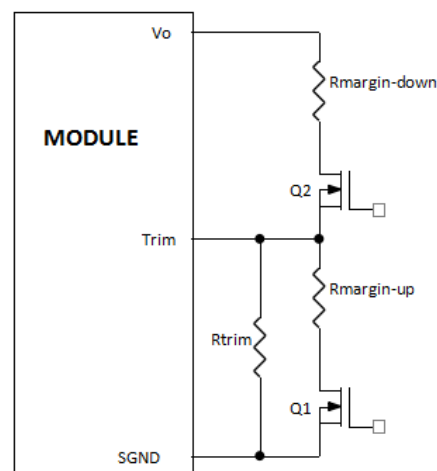 Vo
Rmargin-down
MODULE
Q2
Trim
Rmargin-up
Rtrim
Q1
SGND